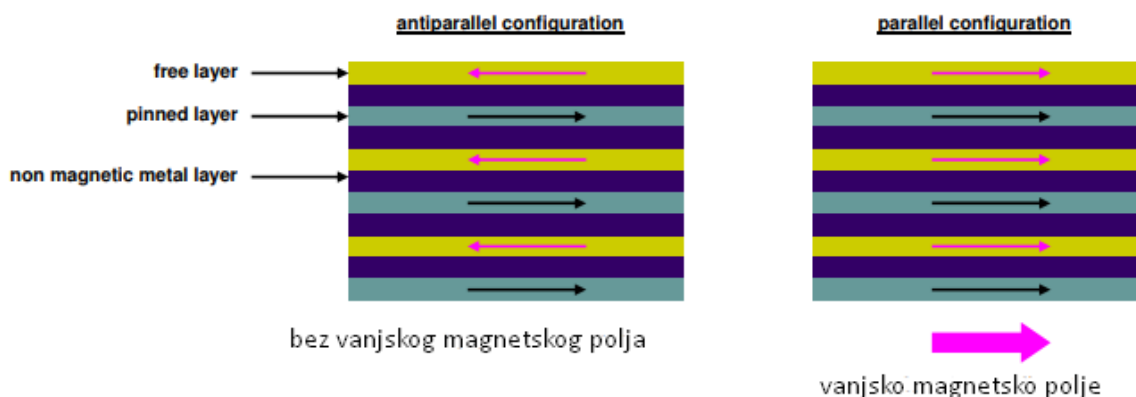 antiparallel configuration
parallel configuration
free layer
pinned layer
non magnetic metal layer
bez vanjskog magnetskog polja
vanjsko magnetsko polje